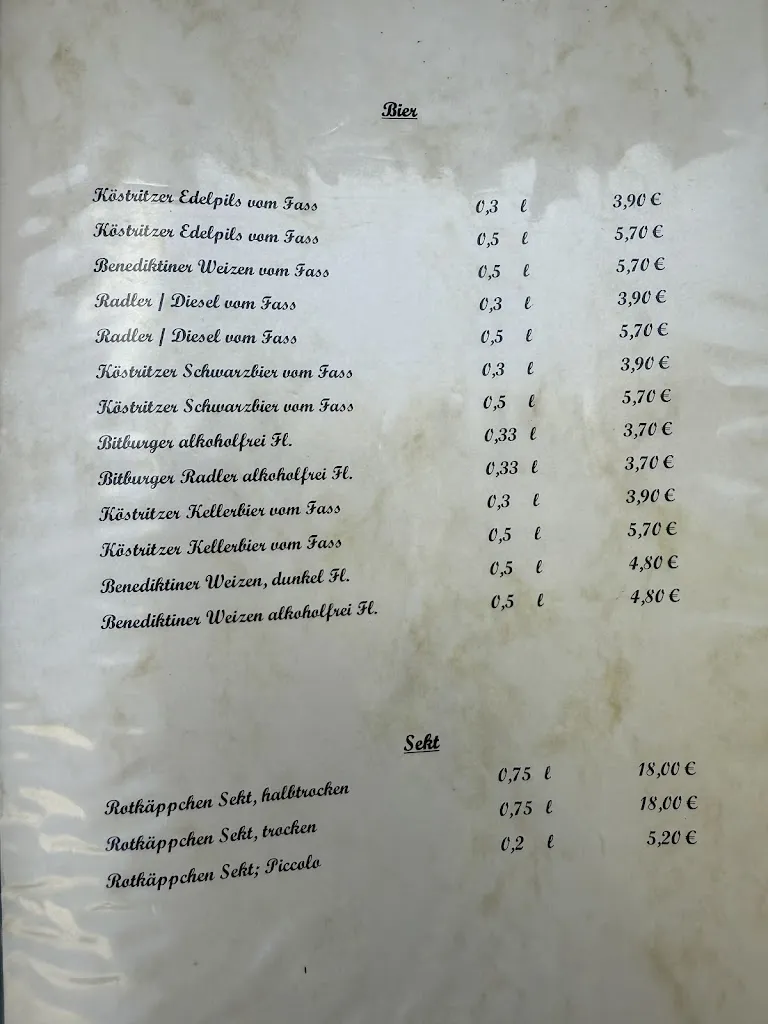 Bier
Köstritzer Edelpils vom Fass 0,3 l 3,90 €
Köstritzer Edelpils vom Fass 0,5 l 5,70 €
Benediktiner Weizen vom Fass 0,5 l 5,70 €
Radler / Diesel vom Fass 0,3 l 3,90 €
Radler / Diesel vom Fass 0,5 l 5,70 €
Köstritzer Schwarzbier vom Fass 0,3 l 3,90 €
Köstritzer Schwarzbier vom Fass 0,5 l 5,70 €
Bitburger alkoholfrei Fl. 0,33 l 3,70 €
Bitburger Radler alkoholfrei Fl. 0,33 l 3,70 €
Köstritzer Kellerbier vom Fass 0,3 l 3,90 €
Köstritzer Kellerbier vom Fass 0,5 l 5,70 €
Benediktiner Weizen, dunkel Fl. 0,5 l 4,80 €
Benediktiner Weizen alkoholfrei Fl. 0,5 l 4,80 €
Sekt
Rotkäppchen Sekt, halbtrocken 0,75 l 18,00 €
Rotkäppchen Sekt, trocken 0,75 l 18,00 €
Rotkäppchen Sekt; Piccolo 0,2 l 5,20 €